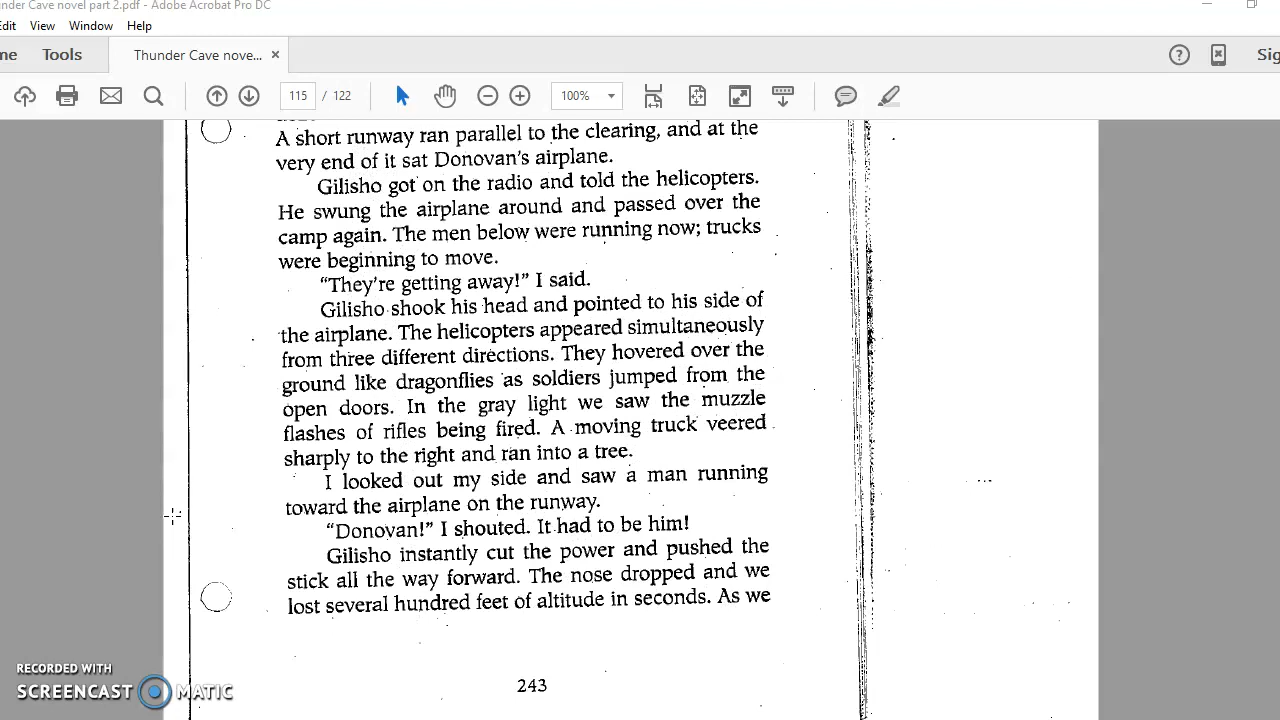 nder Cave novel part 2.pdf - Adobe Acrobat Pro DC
Edit View Window Help
me Tools Thunder Cave nove... × Sig
115 / 122 100%
A short runway ran parallel to the clearing, and at the
very end of it sat Donovan's airplane.
Gilisho got on the radio and told the helicopters.
He swung the airplane around and passed over the
camp again. The men below were running now; trucks
were beginning to move.
"They're getting away!" I said.
Gilisho shook his head and pointed to his side of
the airplane. The helicopters appeared simultaneously
from three different directions. They hovered over the
ground like dragonflies as soldiers jumped from the
open doors. In the gray light we saw the muzzle
flashes of rifles being fired. A moving truck veered
sharply to the right and ran into a tree.
I looked out my side and saw a man running
toward the airplane on the runway.
"Donovan!" I shouted. It had to be him!
Gilisho instantly cut the power and pushed the
stick all the way forward. The nose dropped and we
lost several hundred feet of altitude in seconds. As we
243
RECORDED WITH
SCREENCAST MATIC